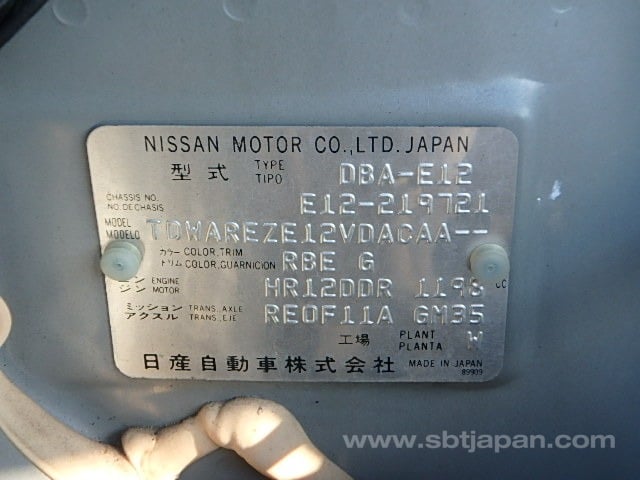 NISSAN MOTOR CO.,LTD. JAPAN
型式 TYPE TIPO DBA-E12
CHASSIS NO. NO.DE CHASIS E12-219721
MODEL MODELO TDWAREZE12VDACAA--
カラー トリム COLOR,TRIM COLOR,GUARNICION RBE G
ジン ENGINE MOTOR HR12DDR 1198 CC
ミッション アクスル TRANS.,AXLE TRANS.,EJE RE0F11A GM35
工場 PLANT PLANTA W
日産自動車株式会社 MADE IN JAPAN
89909
www.sbtjapan.com